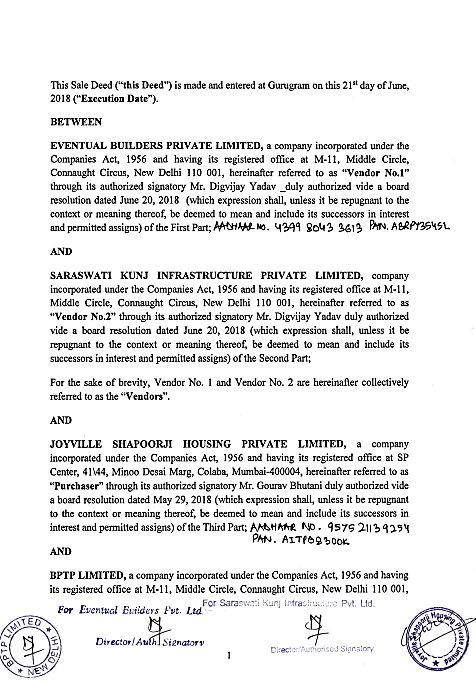 This Sale Deed (“this Deed”) is made and entered at Gurugram on this 21st day of June,
2018 (“Execution Date”).
BETWEEN
EVENTUAL BUILDERS PRIVATE LIMITED, a company incorporated under the
Companies Act, 1956 and having its registered office at M-11, Middle Circle,
Connaught Circus, New Delhi 110 001, hereinafter referred to as “Vendor No.1”
through its authorized signatory Mr. Digvijay Yadav _duly authorized vide a board
resolution dated June 20, 2018 (which expression shall, unless it be repugnant to the
context or meaning thereof, be deemed to mean and include its successors in interest
and permitted assigns) of the First Part; AADHAAR NO. 4399 8043 3613 PAN. ABRPY3545L
AND
SARASWATI KUNJ INFRASTRUCTURE PRIVATE LIMITED, company
incorporated under the Companies Act, 1956 and having its registered office at M-11,
Middle Circle, Connaught Circus, New Delhi 110 001, hereinafter referred to as
“Vendor No.2” through its authorized signatory Mr. Digvijay Yadav duly authorized
vide a board resolution dated June 20, 2018 (which expression shall, unless it be
repugnant to the context or meaning thereof, be deemed to mean and include its
successors in interest and permitted assigns) of the Second Part;
For the sake of brevity, Vendor No. 1 and Vendor No. 2 are hereinafter collectively
referred to as the “Vendors”.
AND
JOYVILLE SHAPOORJI HOUSING PRIVATE LIMITED, a company
incorporated under the Companies Act, 1956 and having its registered office at SP
Center, 41\44, Minoo Desai Marg, Colaba, Mumbai-400004, hereinafter referred to as
“Purchaser” through its authorized signatory Mr. Gourav Bhutani duly authorized vide
a board resolution dated May 29, 2018 (which expression shall, unless it be repugnant
to the context or meaning thereof, be deemed to mean and include its successors in
interest and permitted assigns) of the Third Part; AADHAAR NO. 9575 2113 9254
PAN.
AND
BPTP LIMITED, a company incorporated under the Companies Act, 1956 and having
its registered office at M-11, Middle Circle, Connaught Circus, New Delhi 110 001,
For Eventual Builders Pvt. Ltd.
For Saraswati Kunj Infrastructure Pvt. Ltd.
Director/Auth. Signatory
Director/Authorised Signatory
BPTP LIMITED
NEW DELHI
Joyville Shapoorji Housing Private Limited
1